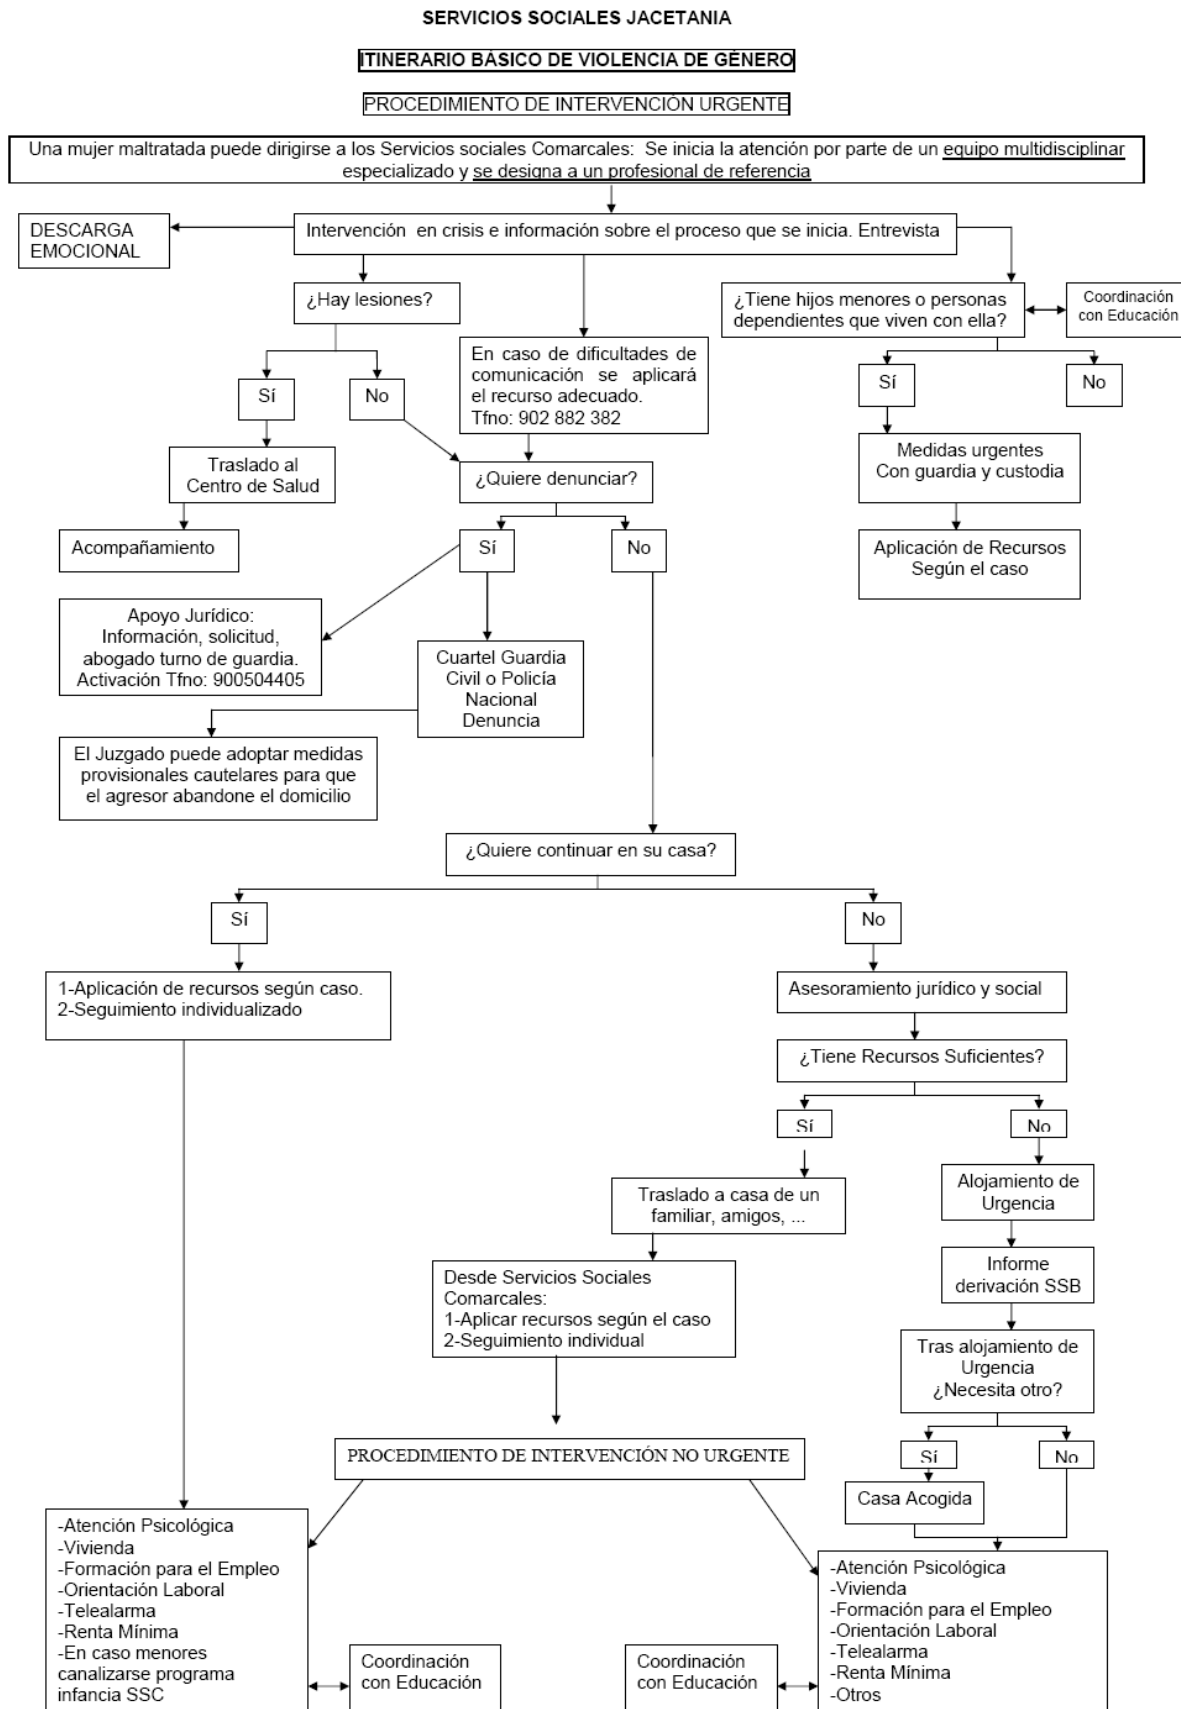 SERVICIOS SOCIALES JACETANIA
ITINERARIO BÁSICO DE VIOLENCIA DE GÉNERO
PROCEDIMIENTO DE INTERVENCIÓN URGENTE
Una mujer maltratada puede dirigirse a los Servicios sociales Comarcales: Se inicia la atención por parte de un equipo multidisciplinar
especializado y se designa a un profesional de referencia
DESCARGA
EMOCIONAL
Intervención en crisis e información sobre el proceso que se inicia. Entrevista
¿Hay lesiones?
¿Tiene hijos menores o personas
dependientes que viven con ella?
Coordinación
con Educación
En caso de dificultades de
comunicación se aplicará
el recurso adecuado.
Tfno: 902 882 382
Sí
No
Sí
No
Traslado al
Centro de Salud
¿Quiere denunciar?
Medidas urgentes
Con guardia y custodia
Acompañamiento
Sí
No
Aplicación de Recursos
Según el caso
Apoyo Jurídico:
Información, solicitud,
abogado turno de guardia.
Activación Tfno: 900504405
Cuartel Guardia
Civil o Policía
Nacional
Denuncia
El Juzgado puede adoptar medidas
provisionales cautelares para que
el agresor abandone el domicilio
¿Quiere continuar en su casa?
Sí
No
1-Aplicación de recursos según caso.
2-Seguimiento individualizado
Asesoramiento jurídico y social
¿Tiene Recursos Suficientes?
Sí
No
Traslado a casa de un
familiar, amigos, ...
Alojamiento de
Urgencia
Desde Servicios Sociales
Comarcales:
1-Aplicar recursos según el caso
2-Seguimiento individual
Informe
derivación SSB
Tras alojamiento de
Urgencia
¿Necesita otro?
PROCEDIMIENTO DE INTERVENCIÓN NO URGENTE
Sí
No
Casa Acogida
-Atención Psicológica
-Vivienda
-Formación para el Empleo
-Orientación Laboral
-Telealarma
-Renta Mínima
-En caso menores
canalizarse programa
infancia SSC
Coordinación
con Educación
Coordinación
con Educación
-Atención Psicológica
-Vivienda
-Formación para el Empleo
-Orientación Laboral
-Telealarma
-Renta Mínima
-Otros